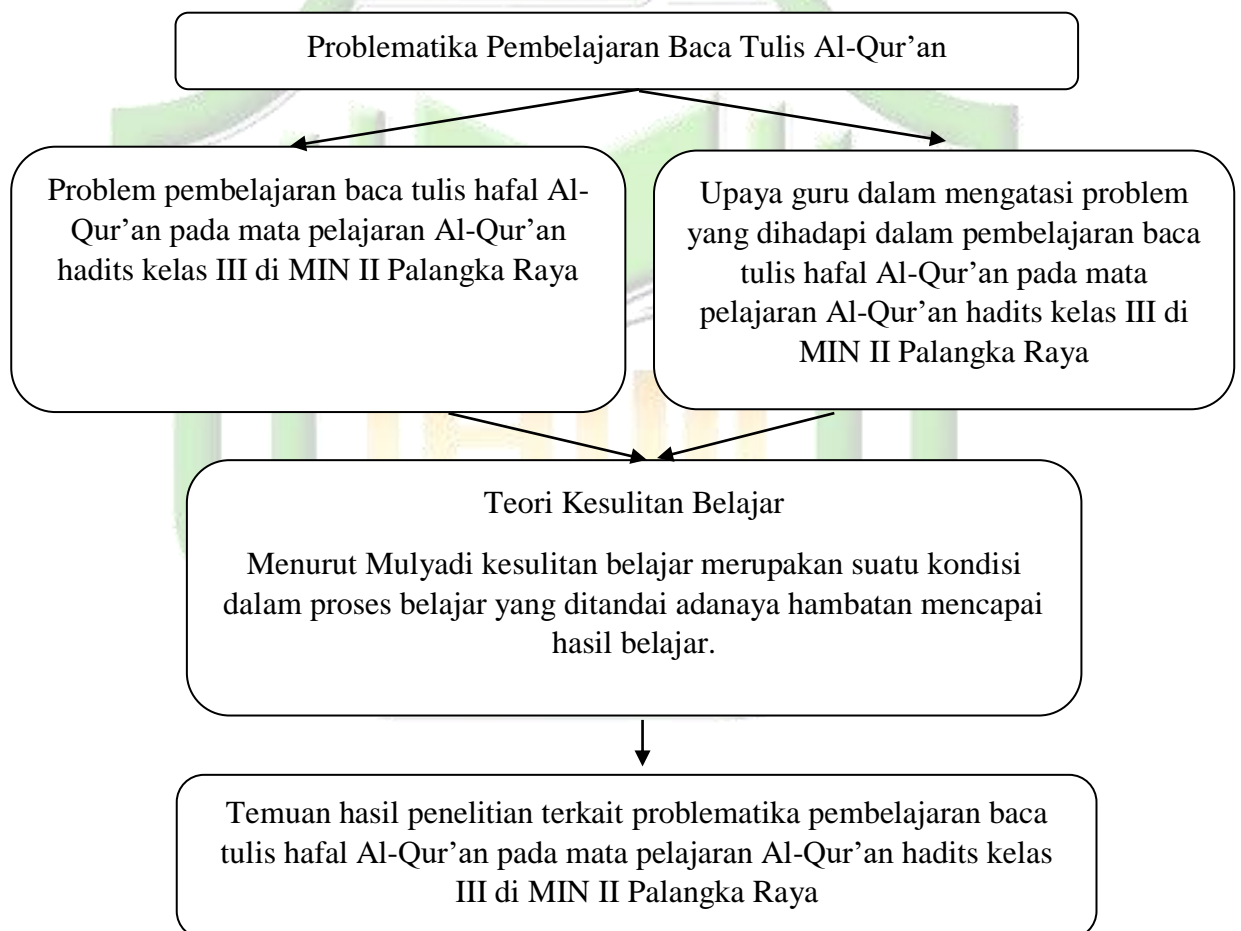 Problematika Pembelajaran Baca Tulis Al-Qur’an
Problem pembelajaran baca tulis hafal Al-
Qur’an pada mata pelajaran Al-Qur’an
hadits kelas III di MIN II Palangka Raya
Upaya guru dalam mengatasi problem
yang dihadapi dalam pembelajaran baca
tulis hafal Al-Qur’an pada mata
pelajaran Al-Qur’an hadits kelas III di
MIN II Palangka Raya
Teori Kesulitan Belajar
Menurut Mulyadi kesulitan belajar merupakan suatu kondisi
dalam proses belajar yang ditandai adanaya hambatan mencapai
hasil belajar.
Temuan hasil penelitian terkait problematika pembelajaran baca
tulis hafal Al-Qur’an pada mata pelajaran Al-Qur’an hadits kelas
III di MIN II Palangka Raya